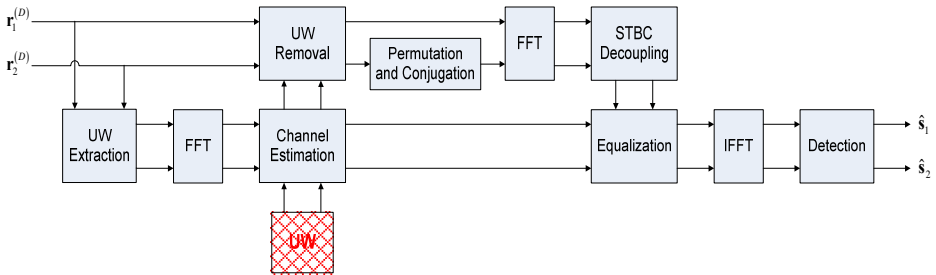 r₁⁽ᴰ⁾
r₂⁽ᴰ⁾
UW
Removal
Permutation
and Conjugation
FFT
STBC
Decoupling
UW
Extraction
FFT
Channel
Estimation
Equalization
IFFT
Detection
ŝ₁
ŝ₂
UW